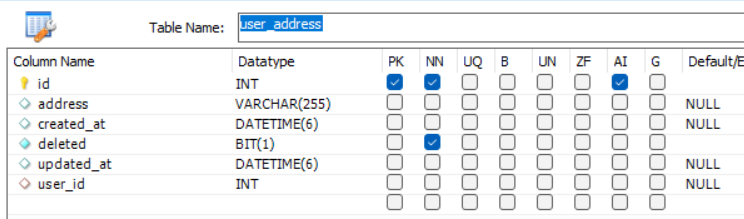 Table Name: user_address
Column Name Datatype PK NN UQ B UN ZF AI G Default/E
id INT
address VARCHAR(255) NULL
created_at DATETIME(6) NULL
deleted BIT(1)
updated_at DATETIME(6) NULL
user_id INT NULL